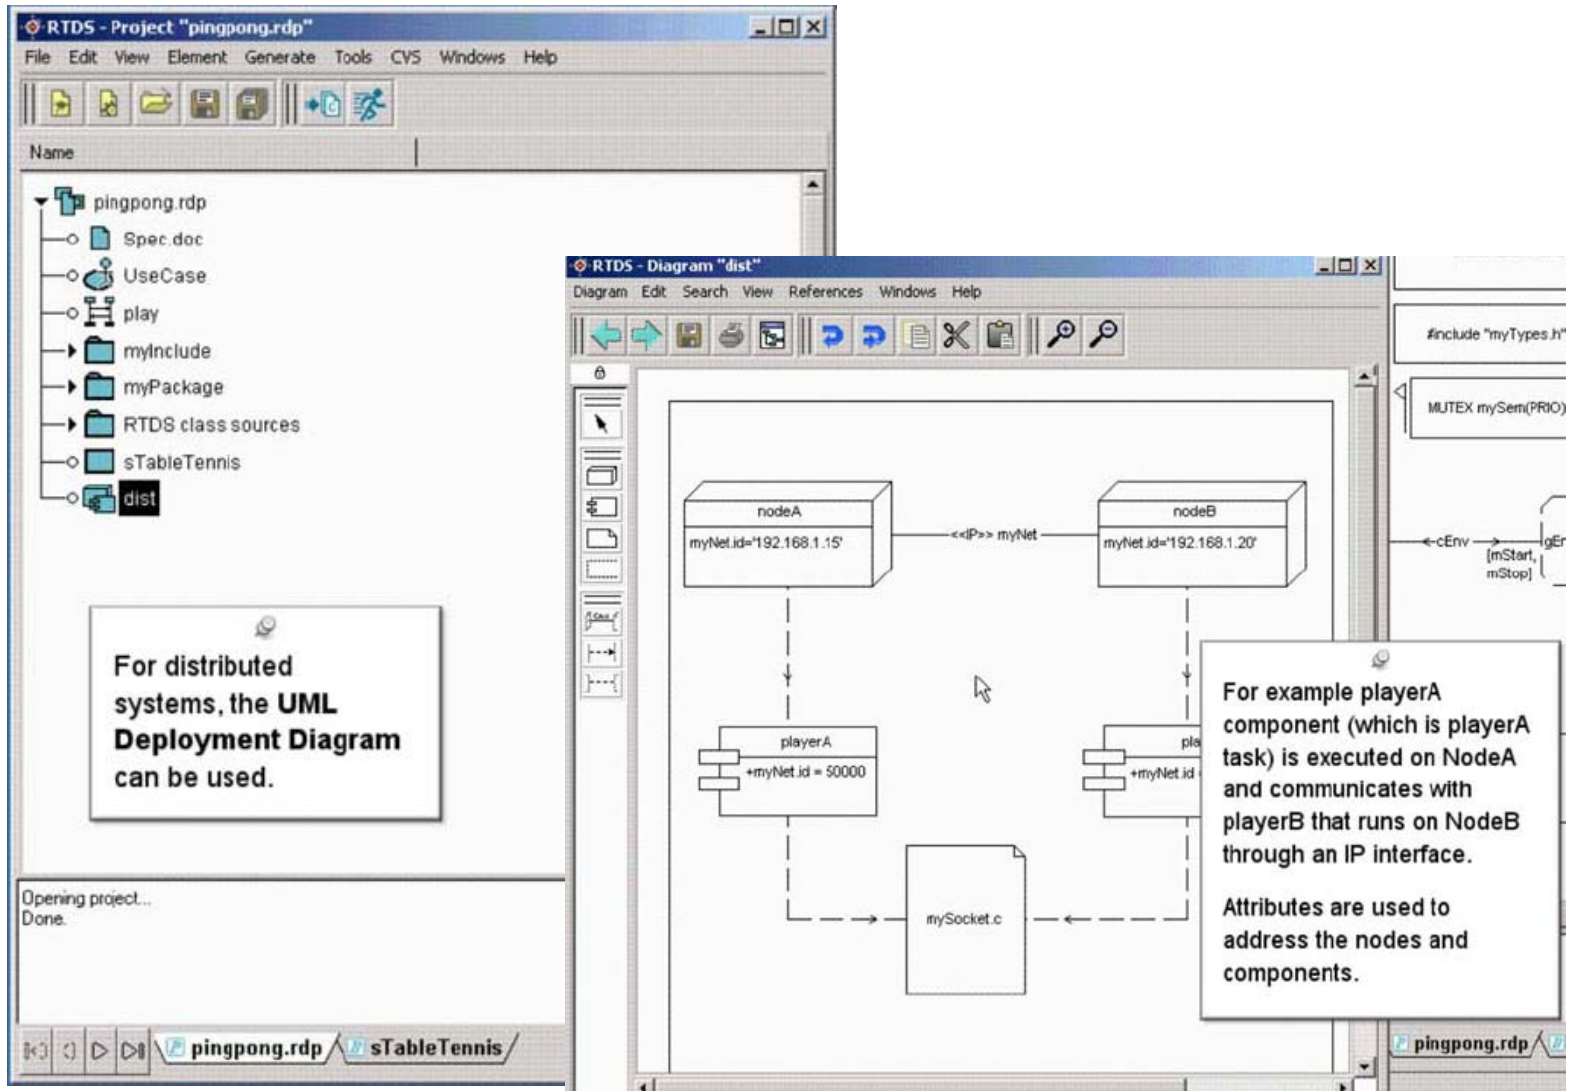 RTDS - Project "pingpong.rdp"
File Edit View Element Generate Tools CVS Windows Help
Name
pingpong.rdp
Spec.doc
UseCase
play
myInclude
myPackage
RTDS class sources
sTableTennis
dist
For distributed
systems, the UML
Deployment Diagram
can be used.
Opening project...
Done.
pingpong.rdp sTableTennis
RTDS - Diagram "dist"
Diagram Edit Search View References Windows Help
nodeA
myNet.id='192.168.1.15'
<<IP>> myNet
nodeB
myNet.id='192.168.1.20'
playerA
+myNet.id = 50000
pla
+myNet.id
mySocket.c
For example playerA
component (which is playerA
task) is executed on NodeA
and communicates with
playerB that runs on NodeB
through an IP interface.
Attributes are used to
address the nodes and
components.
#include "myTypes.h"
MUTEX mySem(PRIO)
cEnv
[mStart,
mStop]
gEn
pingpong.rdp